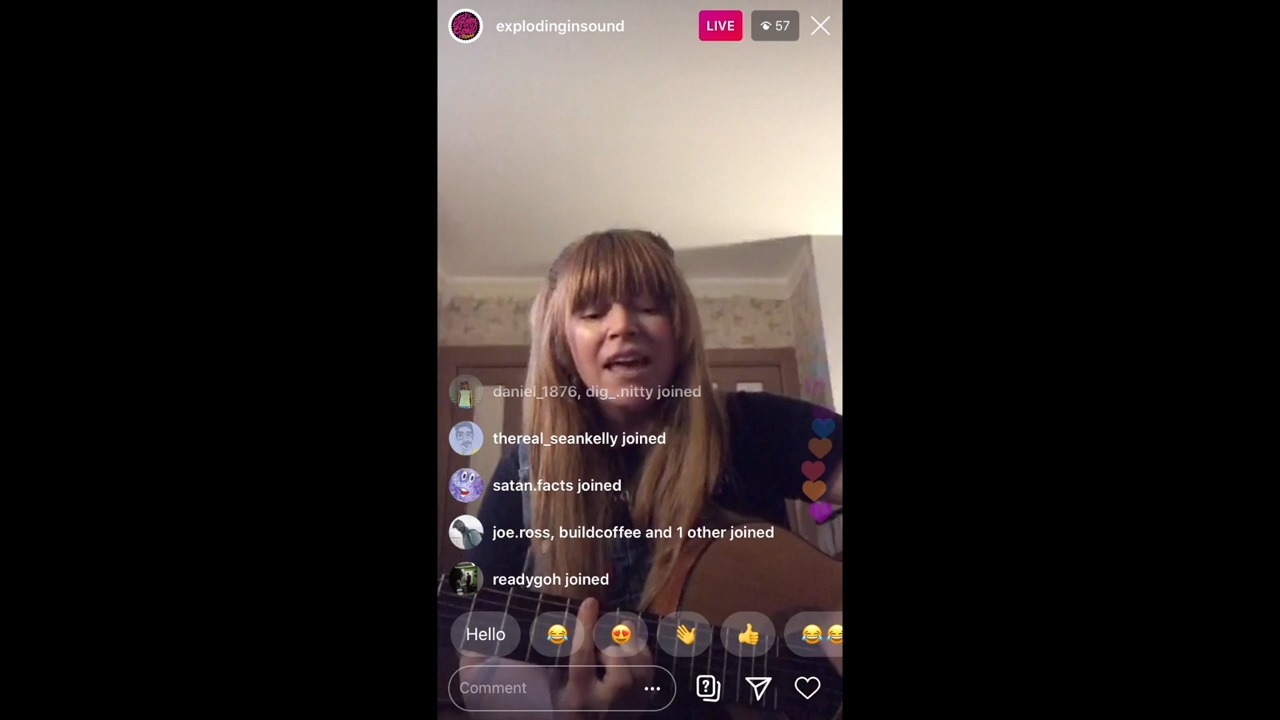 explodinginsound
LIVE
57
daniel_1876, dig_.nitty joined
thereal_seankelly joined
satan.facts joined
joe.ross, buildcoffee and 1 other joined
readygoh joined
Hello
Comment